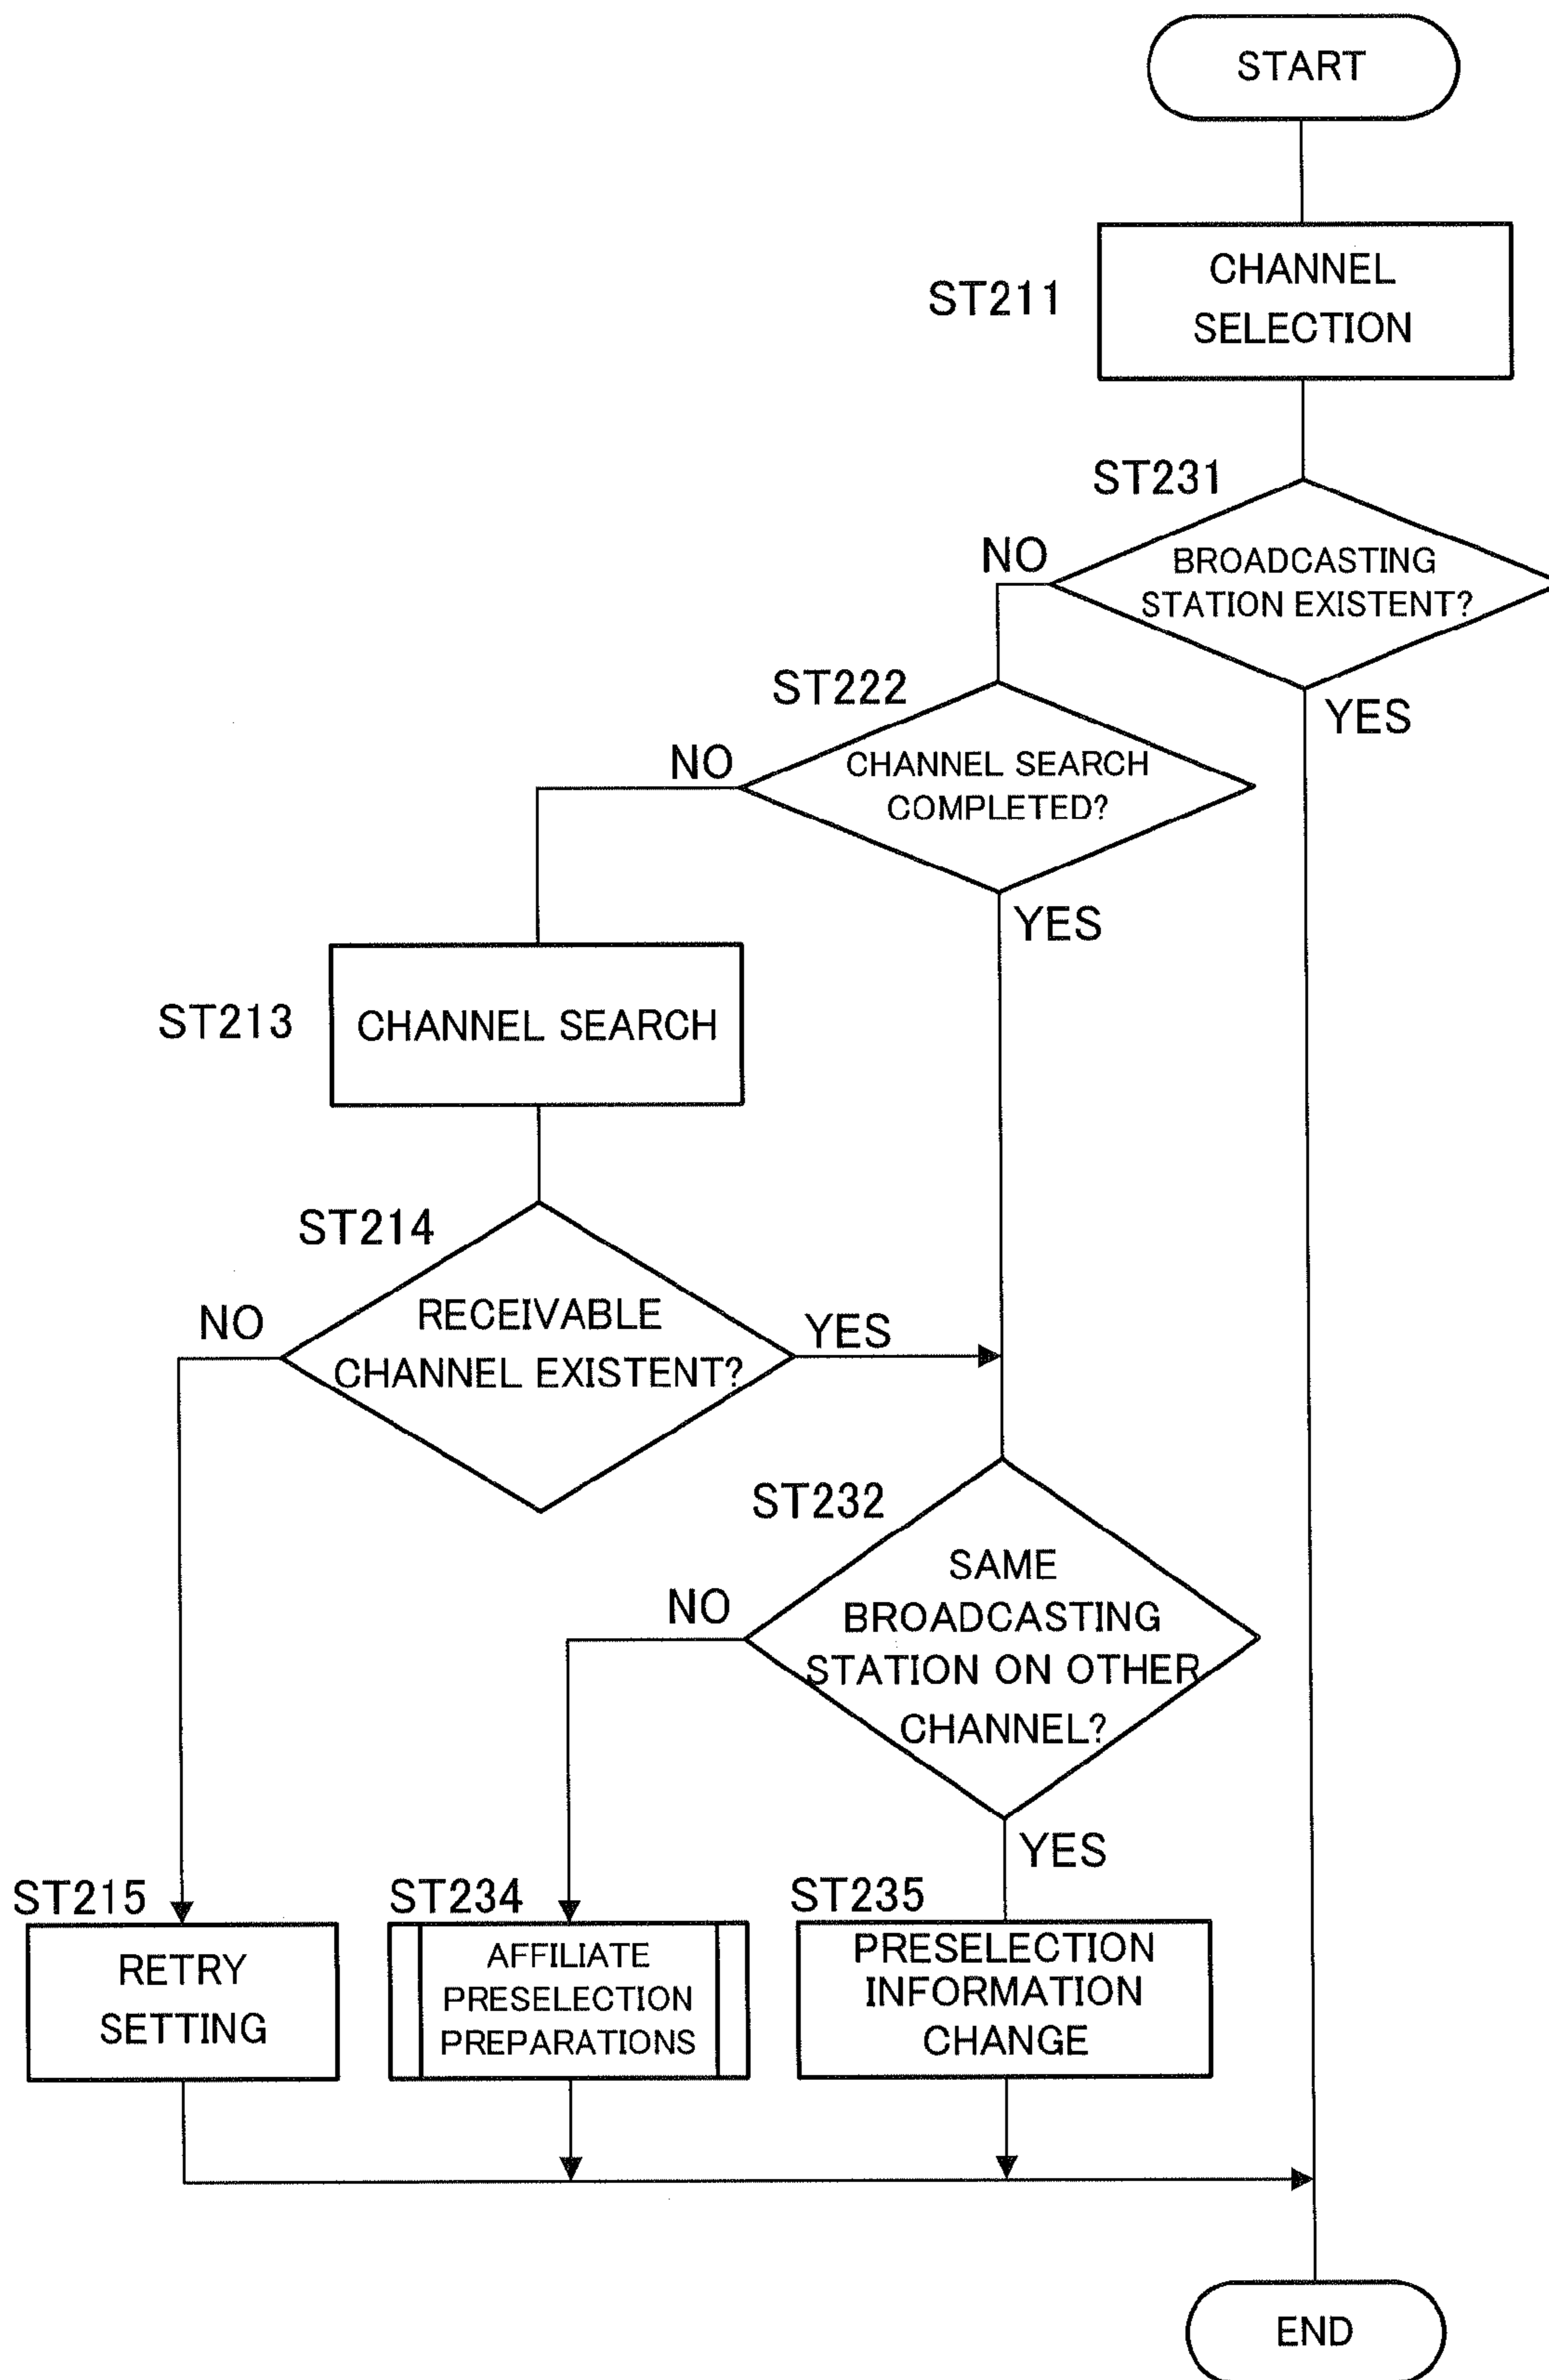 START
ST211
CHANNEL
SELECTION
ST231
NO
BROADCASTING
STATION EXISTENT?
YES
ST222
NO
CHANNEL SEARCH
COMPLETED?
YES
ST213
CHANNEL SEARCH
ST214
NO
RECEIVABLE
CHANNEL EXISTENT?
YES
ST232
NO
SAME
BROADCASTING
STATION ON OTHER
CHANNEL?
YES
ST215
RETRY
SETTING
ST234
AFFILIATE
PRESELECTION
PREPARATIONS
ST235
PRESELECTION
INFORMATION
CHANGE
END